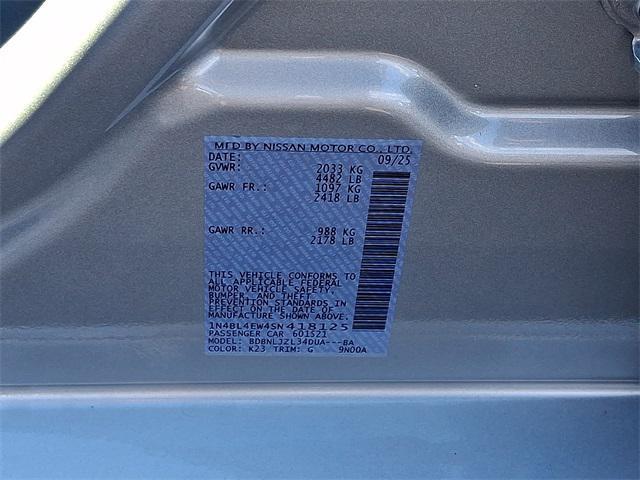 MFD BY NISSAN MOTOR CO., LTD.
DATE: 09/25
GVWR: 2033 KG
4482 LB
GAWR FR.: 1097 KG
2418 LB
GAWR RR.: 988 KG
2178 LB
THIS VEHICLE CONFORMS TO
ALL APPLICABLE FEDERAL
MOTOR VEHICLE SAFETY,
BUMPER, AND THEFT
PREVENTION STANDARDS IN
EFFECT ON THE DATE OF
MANUFACTURE SHOWN ABOVE.
1N4BL4EW4SN418125
PASSENGER CAR 601521
MODEL: BDBNLJZL34DUA---BA
COLOR: K23 TRIM: G 9N00A